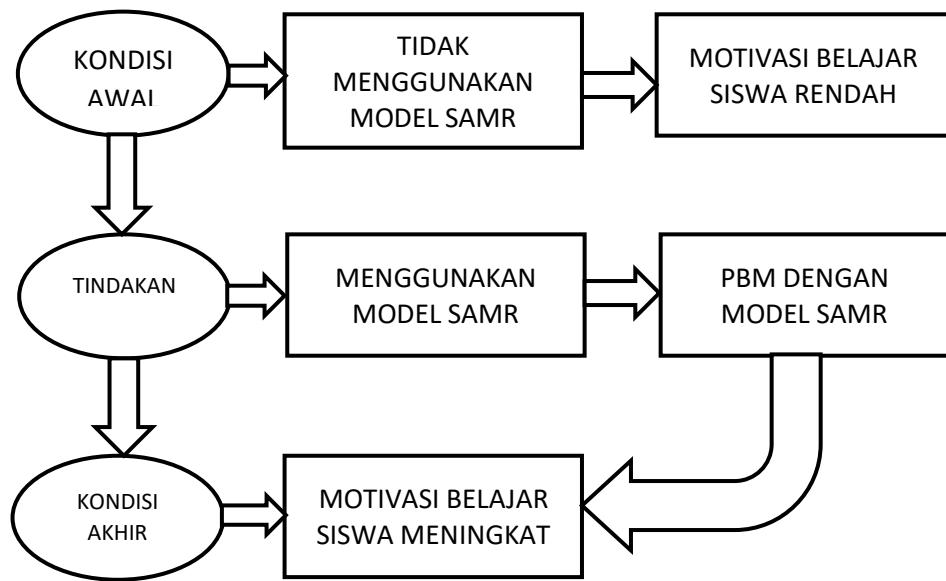 KONDISI
AWAL
TIDAK
MENGGUNAKAN
MODEL SAMR
MOTIVASI BELAJAR
SISWA RENDAH
TINDAKAN
MENGGUNAKAN
MODEL SAMR
PBM DENGAN
MODEL SAMR
KONDISI
AKHIR
MOTIVASI BELAJAR
SISWA MENINGKAT